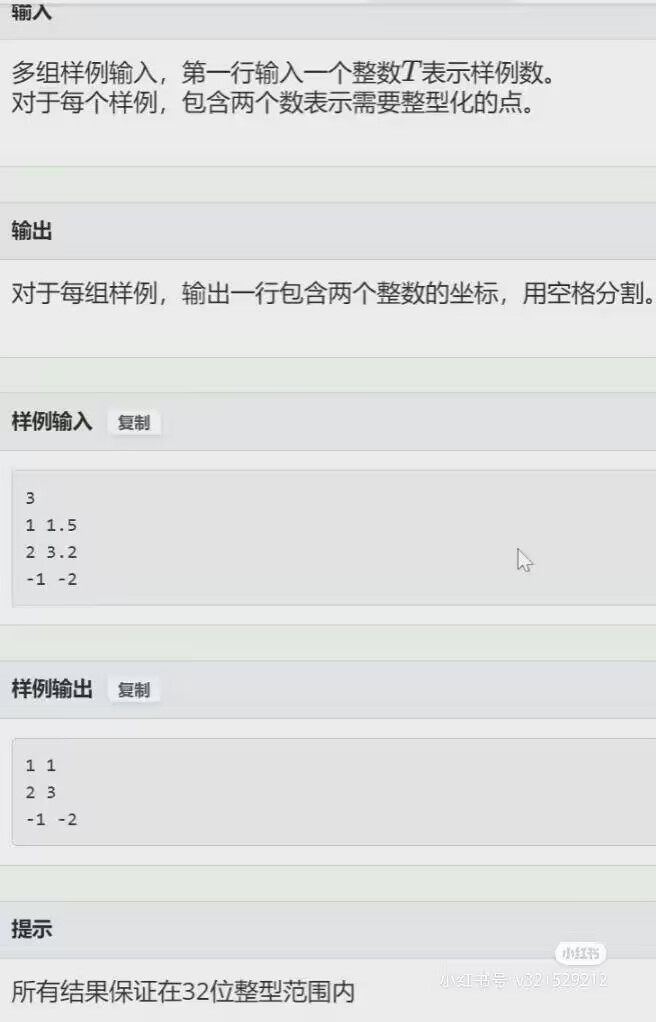 输入
多组样例输入，第一行输入一个整数T表示样例数。
对于每个样例，包含两个数表示需要整型化的点。
输出
对于每组样例，输出一行包含两个整数的坐标，用空格分割。
样例输入 复制
3
1 1.5
2 3.2
-1 -2
样例输出 复制
1 1
2 3
-1 -2
提示
小红书
小红书号 v321529212
所有结果保证在32位整型范围内